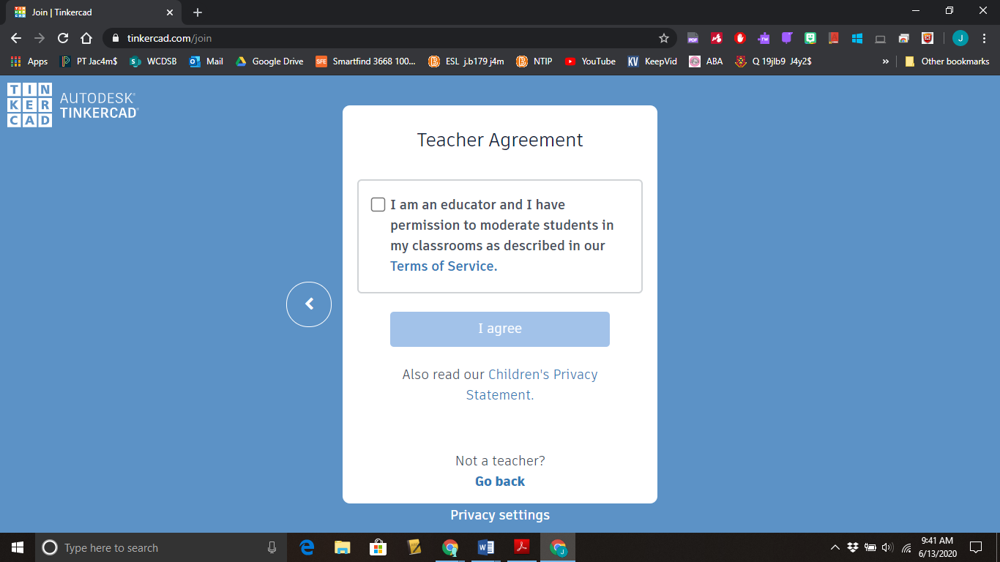 Join | Tinkercad
tinkercad.com/join
Apps PT Jac4m$ WCDSB Mail Google Drive SFE Smartfind 3668 100... ESL j.b179 j4m NTIP YouTube KV KeepVid ABA Q 19jlb9 J4y2$ » Other bookmarks
TIN
KER
CAD
AUTODESK®
TINKERCAD®
Teacher Agreement
I am an educator and I have
permission to moderate students in
my classrooms as described in our
Terms of Service.
I agree
Also read our Children's Privacy
Statement.
Not a teacher?
Go back
Privacy settings
Type here to search
9:41 AM
6/13/2020